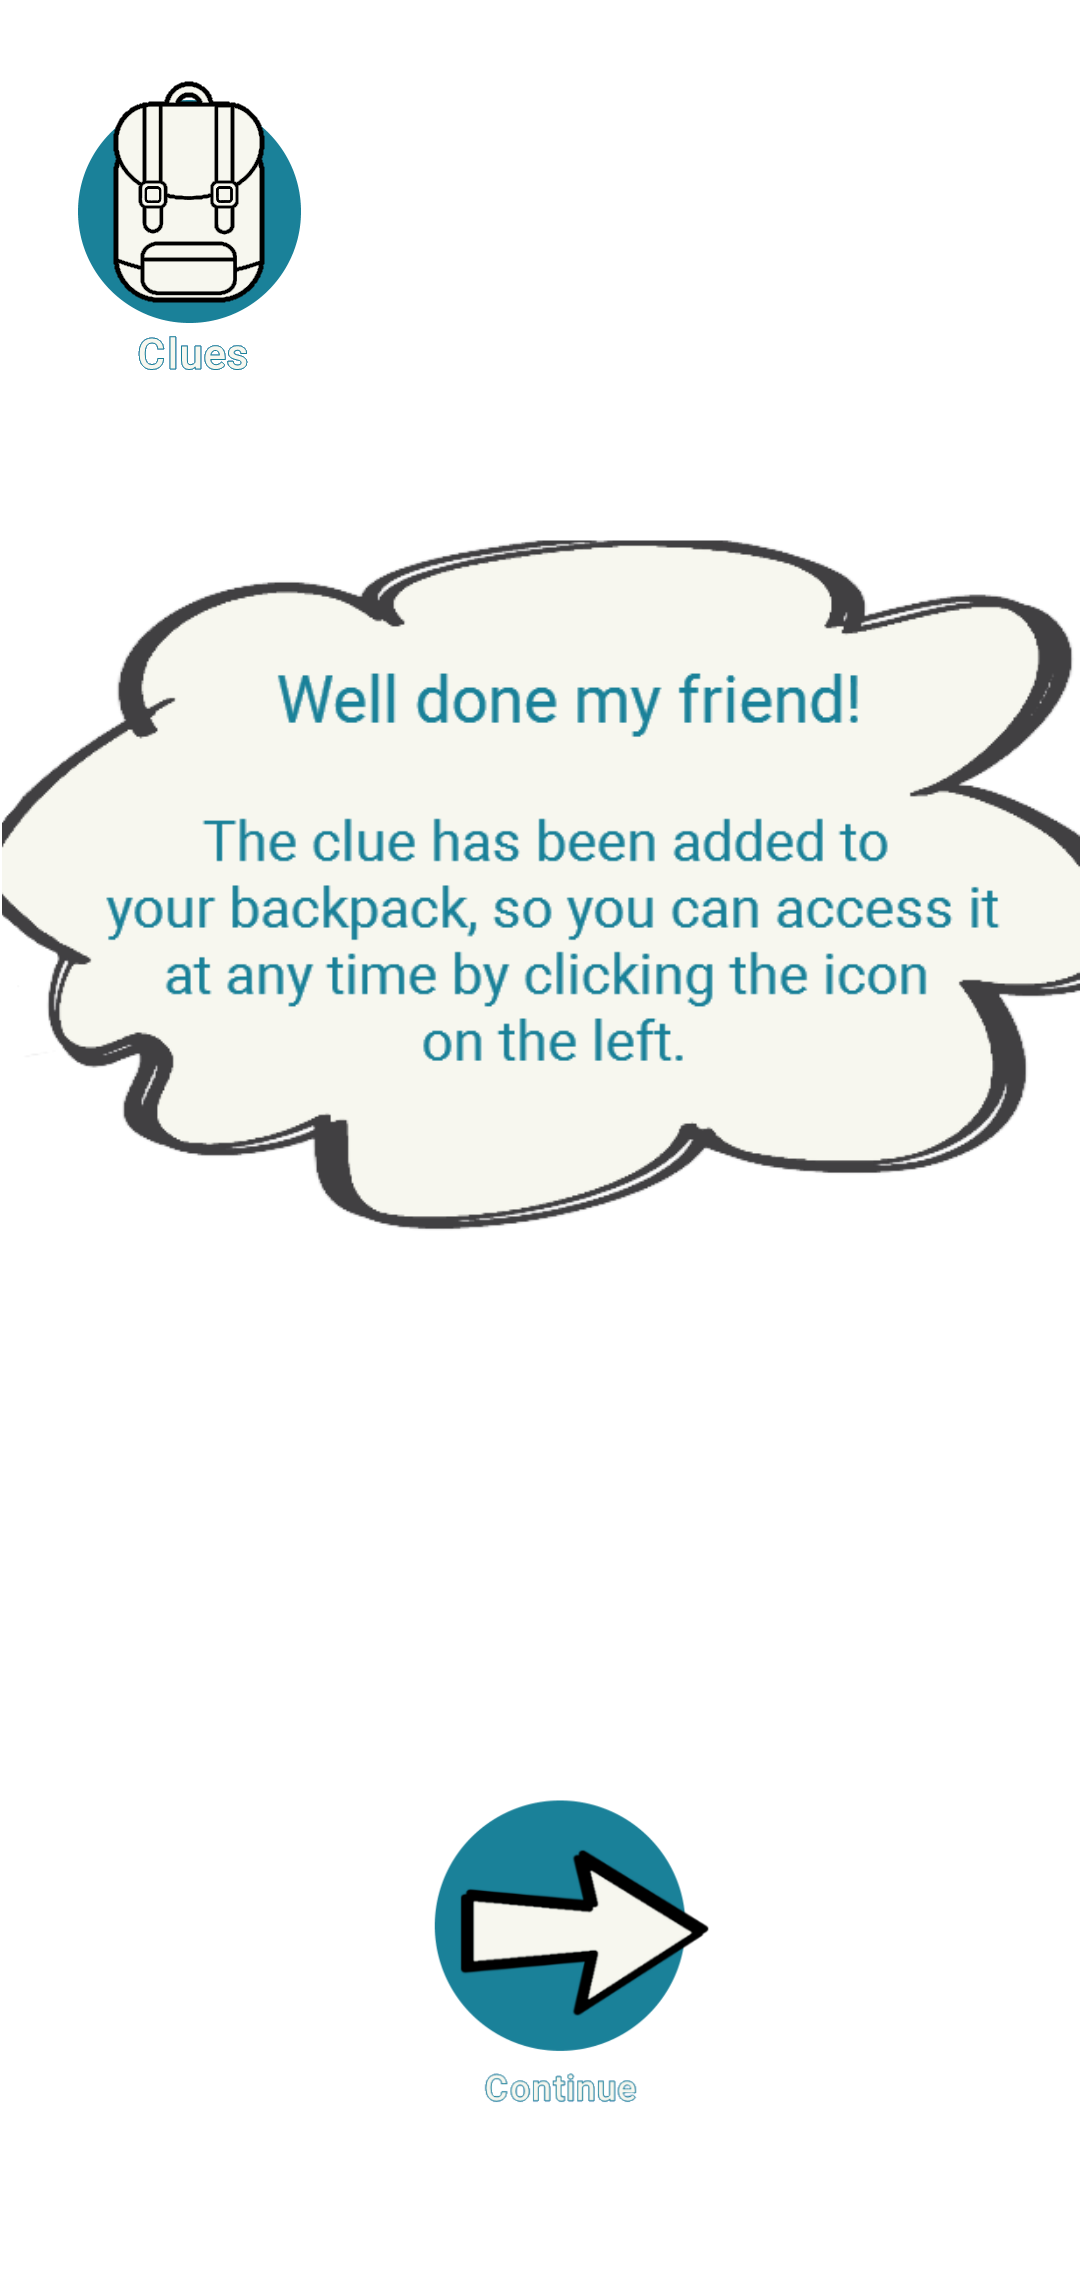 Clues
Well done my friend!
The clue has been added to
your backpack, so you can access it
at any time by clicking the icon
on the left.
Continue